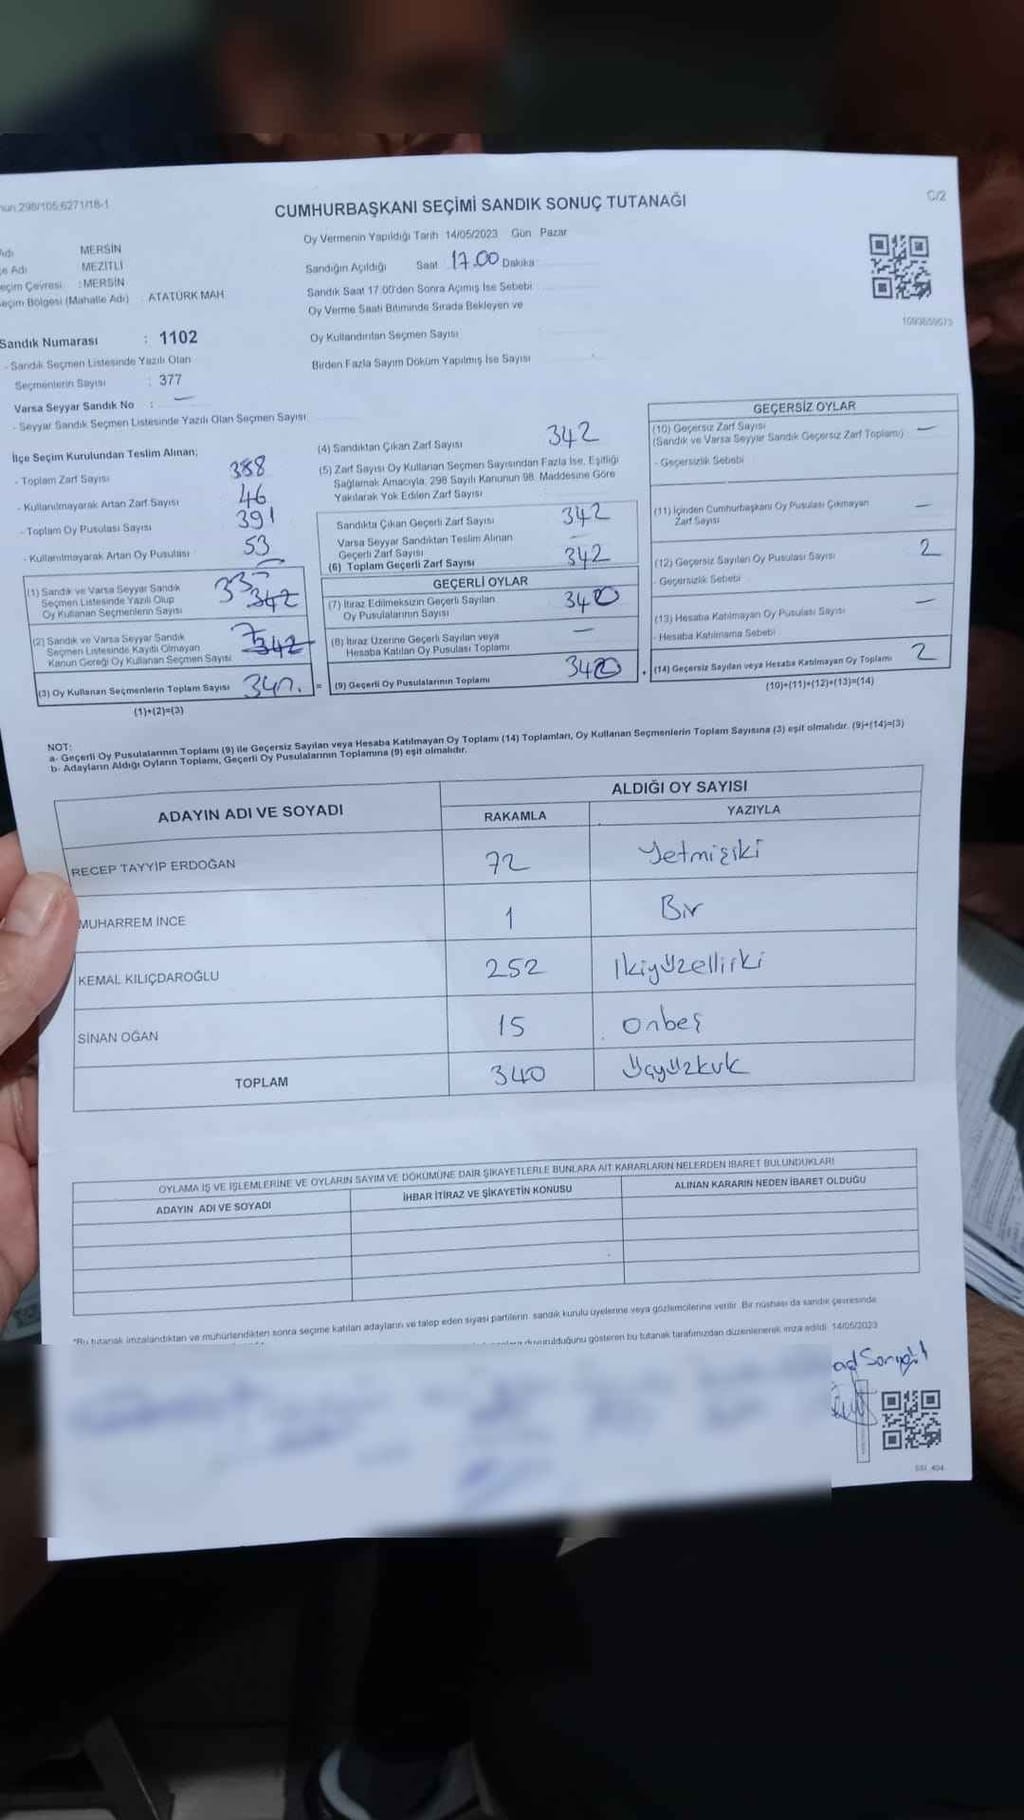 298/105:6271/18-1
C/2
CUMHURBAŞKANI SEÇİMİ SANDIK SONUÇ TUTANAĞI
Oy Vermenin Yapıldığı Tarih 14/05/2023 Gün Pazar
MERSİN
Adı MEZİTLİ
Çevresi : MERSİN
Bölgesi (Mahalle Adı) : ATATÜRK MAH
Sandık Numarası : 1102
- Sandık Seçmen Listesinde Yazılı Olan
Seçmenlerin Sayısı : 377
Varsa Seyyar Sandık No : —
- Seyyar Sandık Seçmen Listesinde Yazılı Olan Seçmen Sayısı
Sandığın Açıldığı Saat 17.00 Dakika
Sandık Saat 17.00'den Sonra Açımış İse Sebebi
Oy Verme Saati Bitiminde Sırada Bekleyen ve
Oy Kullandırılan Seçmen Sayısı
Birden Fazla Sayım Döküm Yapılmış İse Sayısı
İlçe Seçim Kurulundan Teslim Alınan;
- Toplam Zarf Sayısı 388
- Kullanılmayarak Artan Zarf Sayısı 46
- Toplam Oy Pusulası Sayısı 391
- Kullanılmayarak Artan Oy Pusulası 53
(1) Sandık ve Varsa Seyyar Sandık
Seçmen Listesinde Yazılı Olup
Oy Kullanan Seçmenlerin Sayısı 342
(2) Sandık ve Varsa Seyyar Sandık
Seçmen Listesinde Kayıtlı Olmayan
Kanun Gereği Oy Kullanan Seçmen Sayısı 7 342
(3) Oy Kullanan Seçmenlerin Toplam Sayısı
(1)+(2)=(3)
(4) Sandıktan Çıkan Zarf Sayısı 342
(5) Zarf Sayısı Oy Kullanan Seçmen Sayısından Fazla İse, Eşitliği
Sağlamak Amacıyla, 298 Sayılı Kanunun 98. Maddesine Göre
Yakılarak Yok Edilen Zarf Sayısı
Sandıkta Çıkan Geçerli Zarf Sayısı 342
Varsa Seyyar Sandıktan Teslim Alınan
Geçerli Zarf Sayısı —
(6) Toplam Geçerli Zarf Sayısı 342
GEÇERLİ OYLAR
(7) İtiraz Edilmeksizin Geçerli Sayılan
Oy Pusulalarının Sayısı 340
(8) İtiraz Üzerine Geçerli Sayılan veya
Hesaba Katılan Oy Pusulası Toplamı —
= (9) Geçerli Oy Pusulalarının Toplamı 340
GEÇERSİZ OYLAR
(10) Geçersiz Zarf Sayısı —
(Sandık ve Varsa Seyyar Sandık Geçersiz Zarf Toplamı)
- Geçersizlik Sebebi
(11) İçinden Cumhurbaşkanı Oy Pusulası Çıkmayan
Zarf Sayısı —
(12) Geçersiz Sayılan Oy Pusulası Sayısı 2
- Geçersizlik Sebebi
(13) Hesaba Katılmayan Oy Pusulası Sayısı —
- Hesaba Katılmama Sebebi
(14) Geçersiz Sayılan veya Hesaba Katılmayan Oy Toplamı 2
(10)+(11)+(12)+(13)=(14)
NOT:
a- Geçerli Oy Pusulalarının Toplamı (9) ile Geçersiz Sayılan veya Hesaba Katılmayan Oy Toplamı (14) Toplamları, Oy Kullanan Seçmenlerin Toplam Sayısına (3) eşit olmalıdır. (9)+(14)=(3)
b- Adayların Aldığı Oyların Toplamı, Geçerli Oy Pusulalarının Toplamına (9) eşit olmalıdır.
ADAYIN ADI VE SOYADI
ALDIĞI OY SAYISI
RAKAMLA YAZIYLA
RECEP TAYYİP ERDOĞAN 72 Yetmişiki
MUHARREM İNCE 1 Bir
KEMAL KILIÇDAROĞLU 252 İkiyüzelliiki
SİNAN OĞAN 15 Onbeş
TOPLAM 340 Üçyüzkırk
OYLAMA İŞ VE İŞLEMLERİNE VE OYLARIN SAYIM VE DÖKÜMÜNE DAİR ŞİKAYETLERLE BUNLARA AİT KARARLARIN NELERDEN İBARET BULUNDUKLARI
ADAYIN ADI VE SOYADI İHBAR İTİRAZ VE ŞİKAYETİN KONUSU ALINAN KARARIN NEDEN İBARET OLDUĞU
"Bu tutanak imzalandıktan ve mühürlendikten sonra seçime katılan adayların ve talep eden siyasi partilerin sandık kurulu üyelerine veya gözlemcilerine verilir. Bir nüshası da sandık çevresinde
duyurulduğunu gösteren bu tutanak tarafımızdan düzenlenerek imza edildi. 14/05/2023